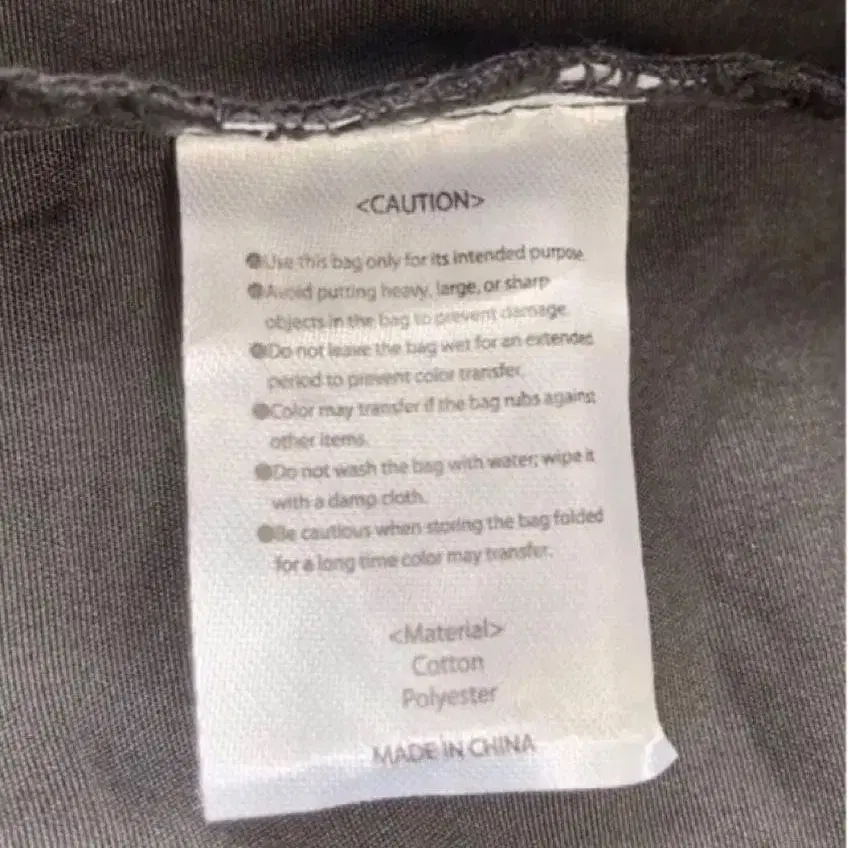 <CAUTION>
●Use this bag only for its intended purpose.
●Avoid putting heavy, large, or sharp
objects in the bag to prevent damage.
●Do not leave the bag wet for an extended
period to prevent color transfer.
●Color may transfer if the bag rubs against
other items.
●Do not wash the bag with water; wipe it
with a damp cloth.
●Be cautious when storing the bag folded
for a long time color may transfer.
<Material>
Cotton
Polyester
MADE IN CHINA